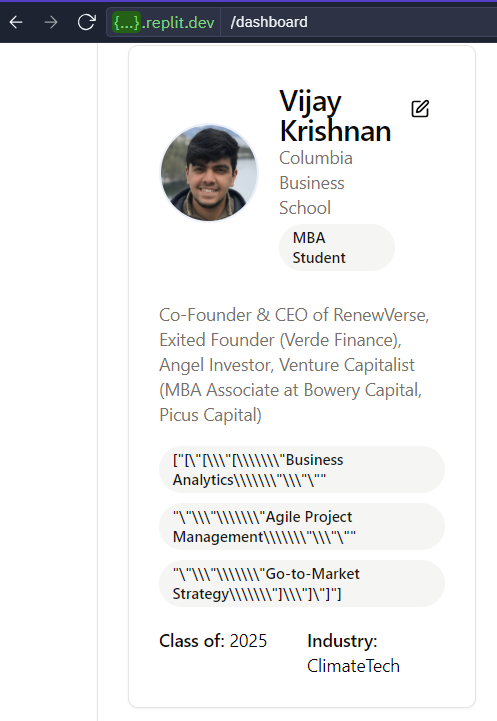 {...}.replit.dev /dashboard
Vijay
Krishnan
Columbia
Business
School
MBA
Student
Co-Founder & CEO of RenewVerse,
Exited Founder (Verde Finance),
Angel Investor, Venture Capitalist
(MBA Associate at Bowery Capital,
Picus Capital)
["[\"[\\\"[\\\\\\\"Business
Analytics\\\\\\\"\\\"\""
"\"\\\"\\\\\\\"Agile Project
Management\\\\\\\"\\\"\""
"\"\\\"\\\\\\\"Go-to-Market
Strategy\\\\\\\"]\\\"]\"]"]
Class of: 2025 Industry:
ClimateTech